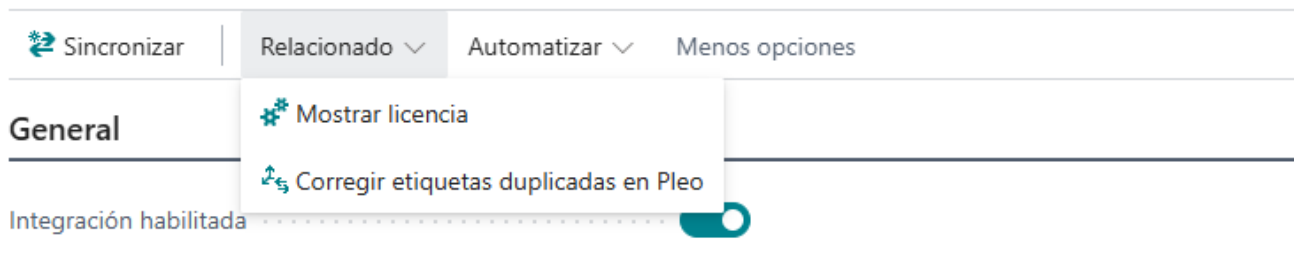 Sincronizar
Relacionado
Automatizar
Menos opciones
Mostrar licencia
General
Corregir etiquetas duplicadas en Pleo
Integración habilitada